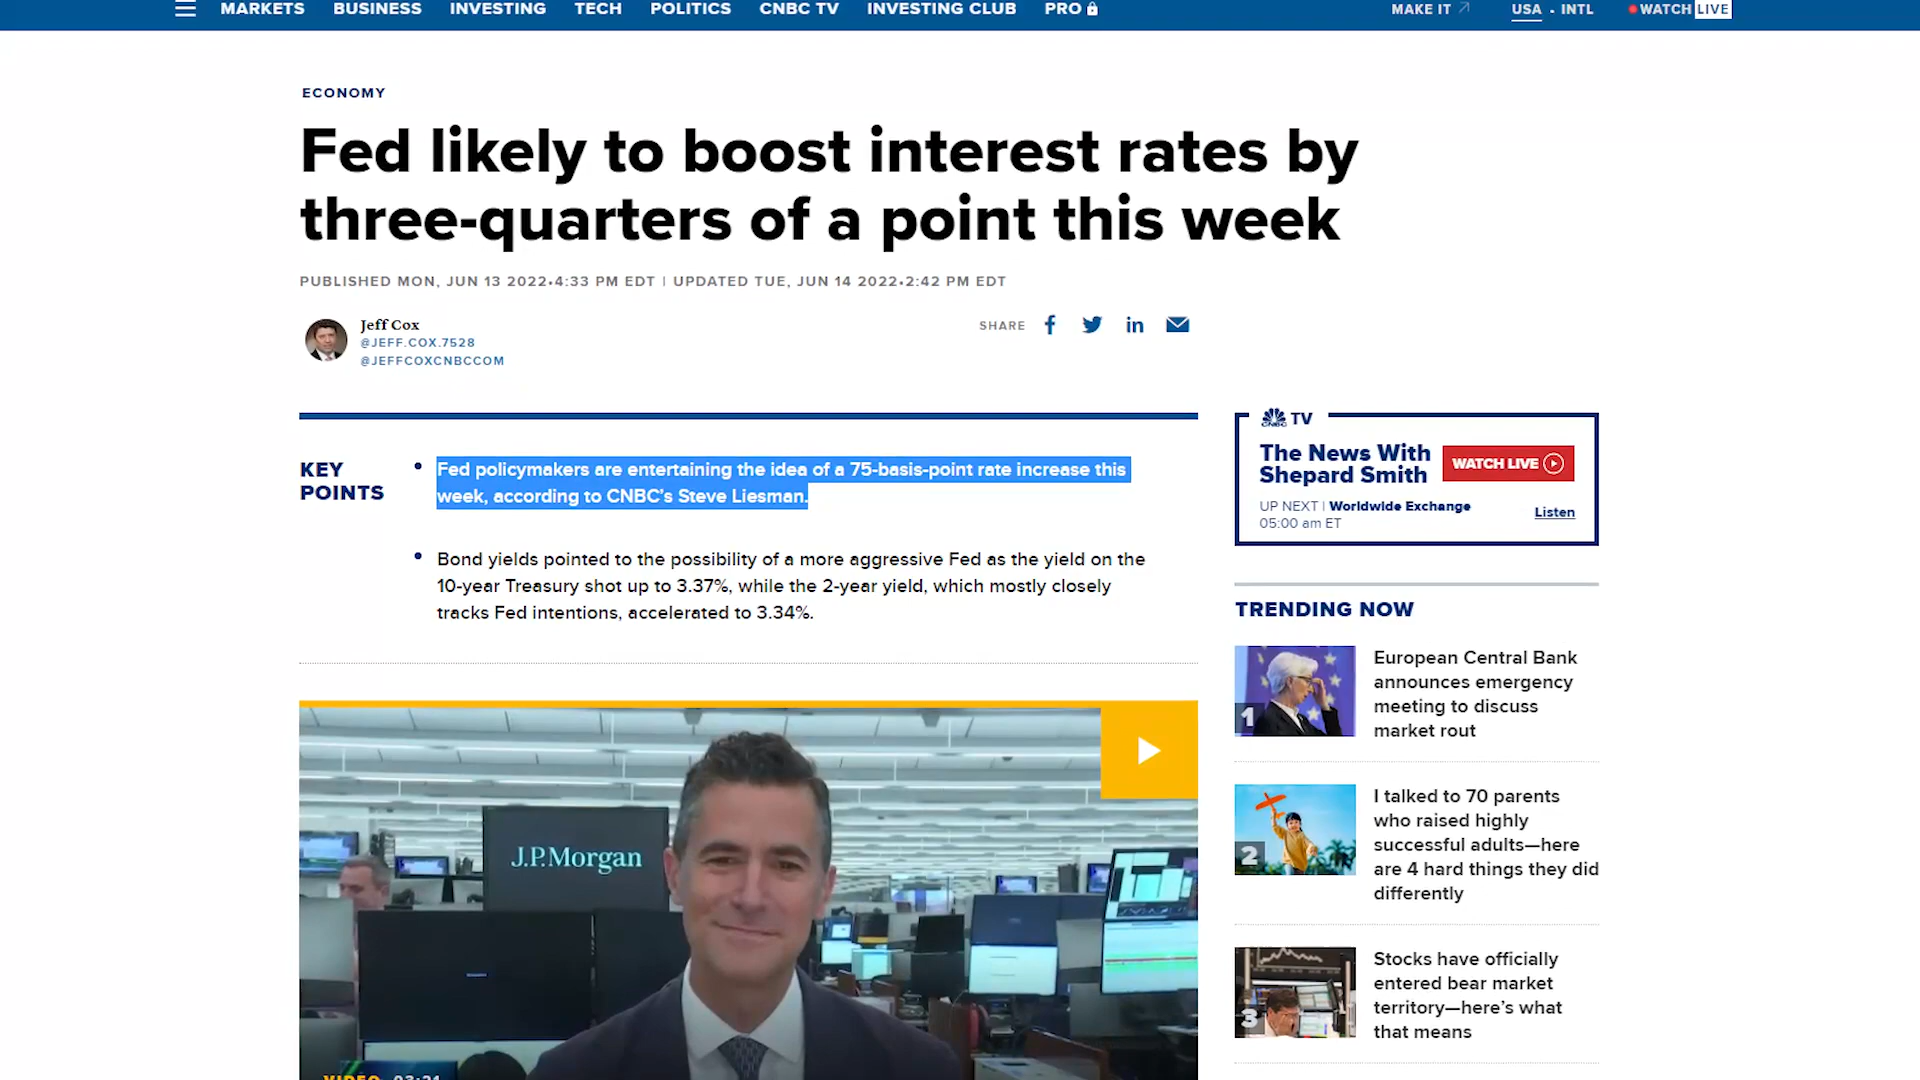 MARKETS BUSINESS INVESTING TECH POLITICS CNBC TV INVESTING CLUB PRO MAKE IT USA • INTL WATCH LIVE
ECONOMY
Fed likely to boost interest rates by
three-quarters of a point this week
PUBLISHED MON, JUN 13 2022•4:33 PM EDT | UPDATED TUE, JUN 14 2022•2:42 PM EDT
Jeff Cox
@JEFF.COX.7528
@JEFFCOXCNBCCOM
SHARE
KEY
POINTS
Fed policymakers are entertaining the idea of a 75-basis-point rate increase this
week, according to CNBC’s Steve Liesman.
Bond yields pointed to the possibility of a more aggressive Fed as the yield on the
10-year Treasury shot up to 3.37%, while the 2-year yield, which mostly closely
tracks Fed intentions, accelerated to 3.34%.
J.P.Morgan
VIDEO 03:21
CNBC TV
The News With
Shepard Smith
WATCH LIVE
UP NEXT | Worldwide Exchange
05:00 am ET
Listen
TRENDING NOW
1
European Central Bank
announces emergency
meeting to discuss
market rout
2
I talked to 70 parents
who raised highly
successful adults—here
are 4 hard things they did
differently
3
Stocks have officially
entered bear market
territory—here’s what
that means